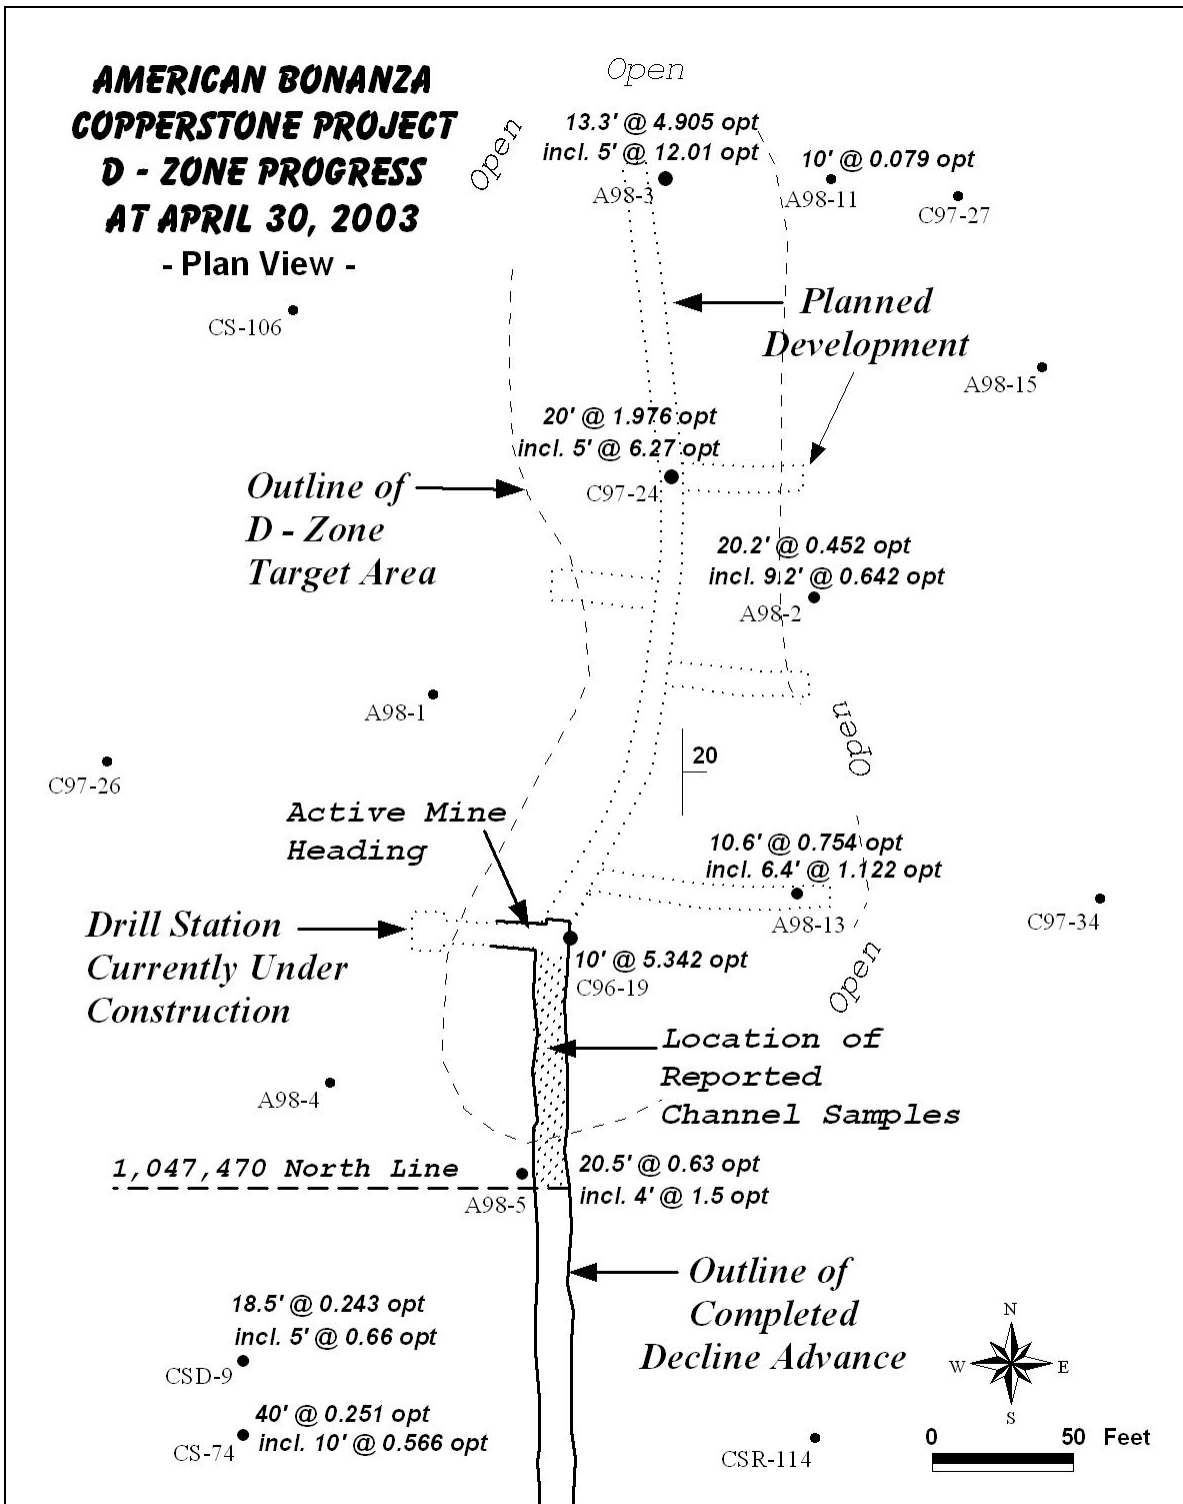 AMERICAN BONANZA
COPPERSTONE PROJECT
D - ZONE PROGRESS
AT APRIL 30, 2003
- Plan View -
Open
Open
13.3' @ 4.905 opt
incl. 5' @ 12.01 opt
A98-3
10' @ 0.079 opt
A98-11
C97-27
CS-106
Planned
Development
A98-15
20' @ 1.976 opt
incl. 5' @ 6.27 opt
C97-24
Outline of
D - Zone
Target Area
20.2' @ 0.452 opt
incl. 9.2' @ 0.642 opt
A98-2
A98-1
Open
20
C97-26
Active Mine
Heading
10.6' @ 0.754 opt
incl. 6.4' @ 1.122 opt
A98-13
C97-34
Drill Station
Currently Under
Construction
10' @ 5.342 opt
C96-19
Open
Location of
Reported
Channel Samples
A98-4
1,047,470 North Line
A98-5
20.5' @ 0.63 opt
incl. 4' @ 1.5 opt
Outline of
Completed
Decline Advance
18.5' @ 0.243 opt
incl. 5' @ 0.66 opt
CSD-9
40' @ 0.251 opt
incl. 10' @ 0.566 opt
CS-74
CSR-114
N
W E
S
0 50 Feet